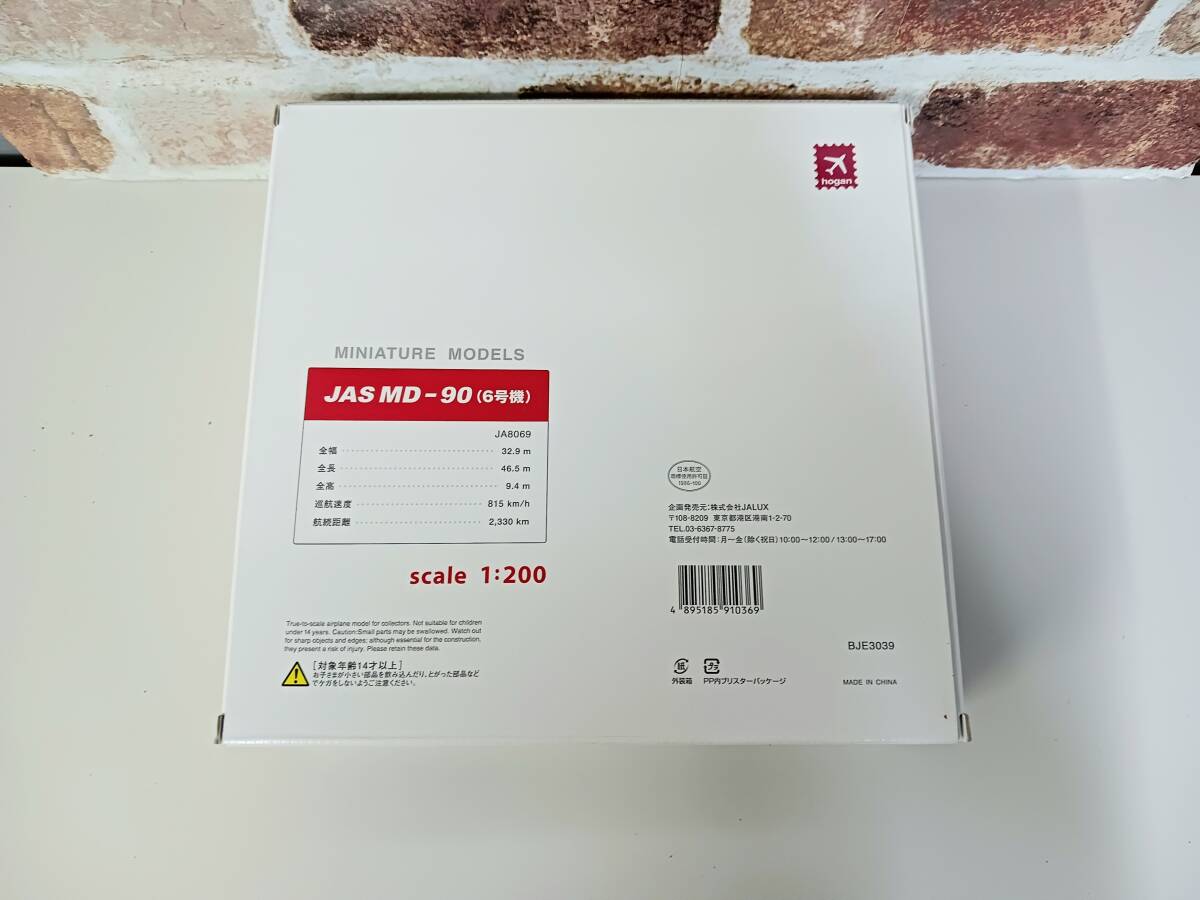 hogan
MINIATURE MODELS
JAS MD-90（6号機）
JA8069
全幅 32.9 m
全長 46.5 m
全高 9.4 m
巡航速度 815 km/h
航続距離 2,330 km
scale 1:200
日本航空
商標使用許可証
企画発売元：株式会社JALUX
〒108-8209 東京都港区港南1-2-70
TEL.03-6367-8775
電話受付時間：月〜金（除く祝日）10:00〜12:00 / 13:00〜17:00
4 895185 910369
True-to-scale airplane model for collectors. Not suitable for children
under 14 years. Caution:Small parts may be swallowed. Watch out
for sharp objects and edges; although essential for the construction,
they present a risk of injury. Please retain these data.
［対象年齢14才以上］
お子さまが小さい部品を飲み込んだり、とがった部品など
でケガをしないようご注意ください。
紙 プラ
外装箱 PP内ブリスターパッケージ
BJE3039
MADE IN CHINA